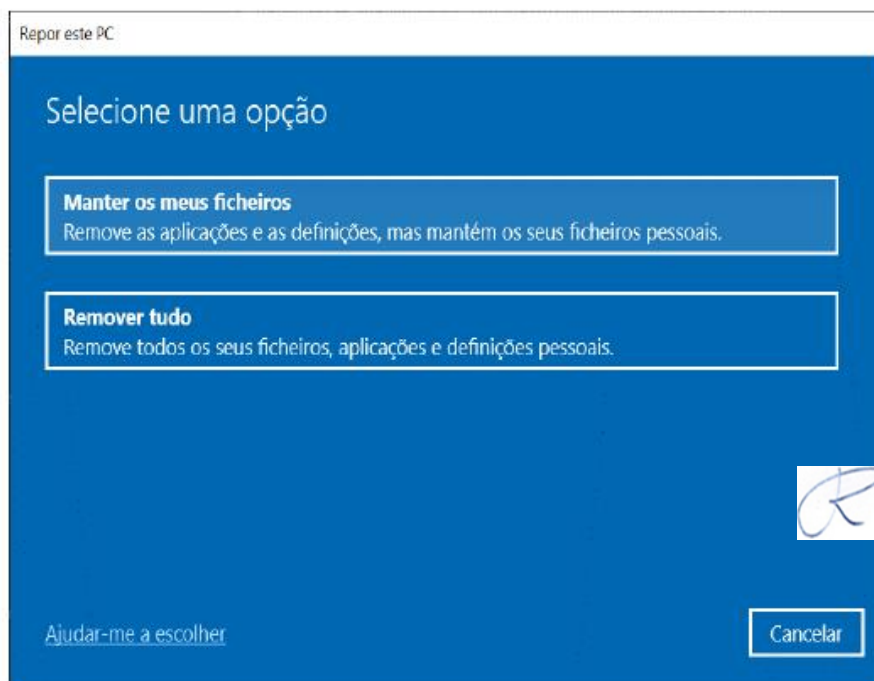 Repor este PC
Selecione uma opção
Manter os meus ficheiros
Remove as aplicações e as definições, mas mantém os seus ficheiros pessoais.
Remover tudo
Remove todos os seus ficheiros, aplicações e definições pessoais.
Ajudar-me a escolher
Cancelar